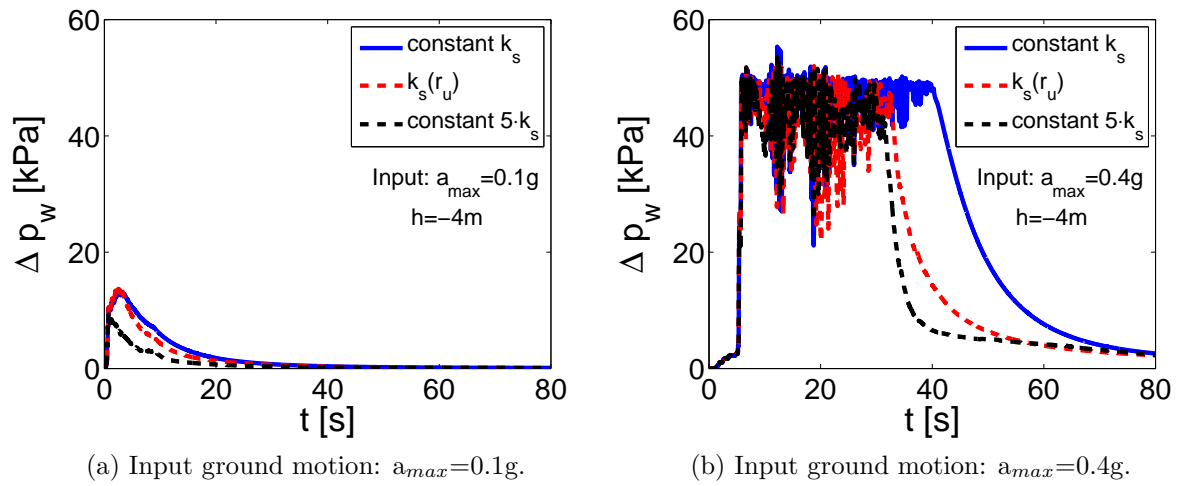 60
40
20
0
0 20 40 60 80
Δ p_w [kPa]
t [s]
constant k_s
k_s(r_u)
constant 5·k_s
Input: a_max=0.1g
h=−4m
(a) Input ground motion: a_max=0.1g.
60
40
20
0
0 20 40 60 80
Δ p_w [kPa]
t [s]
constant k_s
k_s(r_u)
constant 5·k_s
Input: a_max=0.4g
h=−4m
(b) Input ground motion: a_max=0.4g.